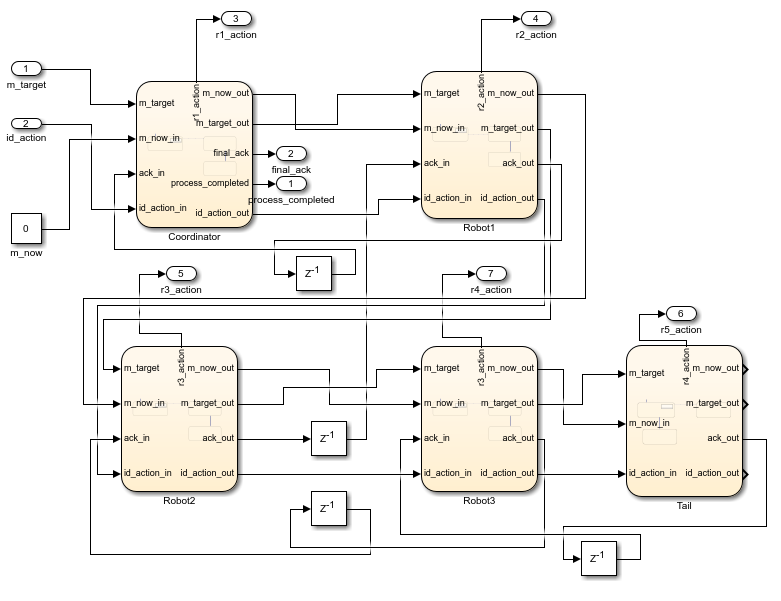 3
r1_action
4
r2_action
1
m_target
2
id_action
0
m_now
r1_action
m_now_out
m_target
m_target_out
m_now_in
final_ack
ack_in
process_completed
id_action_in
id_action_out
Coordinator
2
final_ack
1
process_completed
r2_action
m_target
m_now_out
m_now_in
m_target_out
ack_in
ack_out
id_action_in
id_action_out
Robot1
z-1
5
r3_action
7
r4_action
6
r5_action
r3_action
m_target
m_now_out
m_now_in
m_target_out
ack_in
ack_out
id_action_in
id_action_out
Robot2
z-1
z-1
r3_action
m_target
m_now_out
m_now_in
m_target_out
ack_in
ack_out
id_action_in
id_action_out
Robot3
r4_action
m_now_out
m_target
m_target_out
m_now_in
ack_out
id_action_in
id_action_out
Tail
z-1